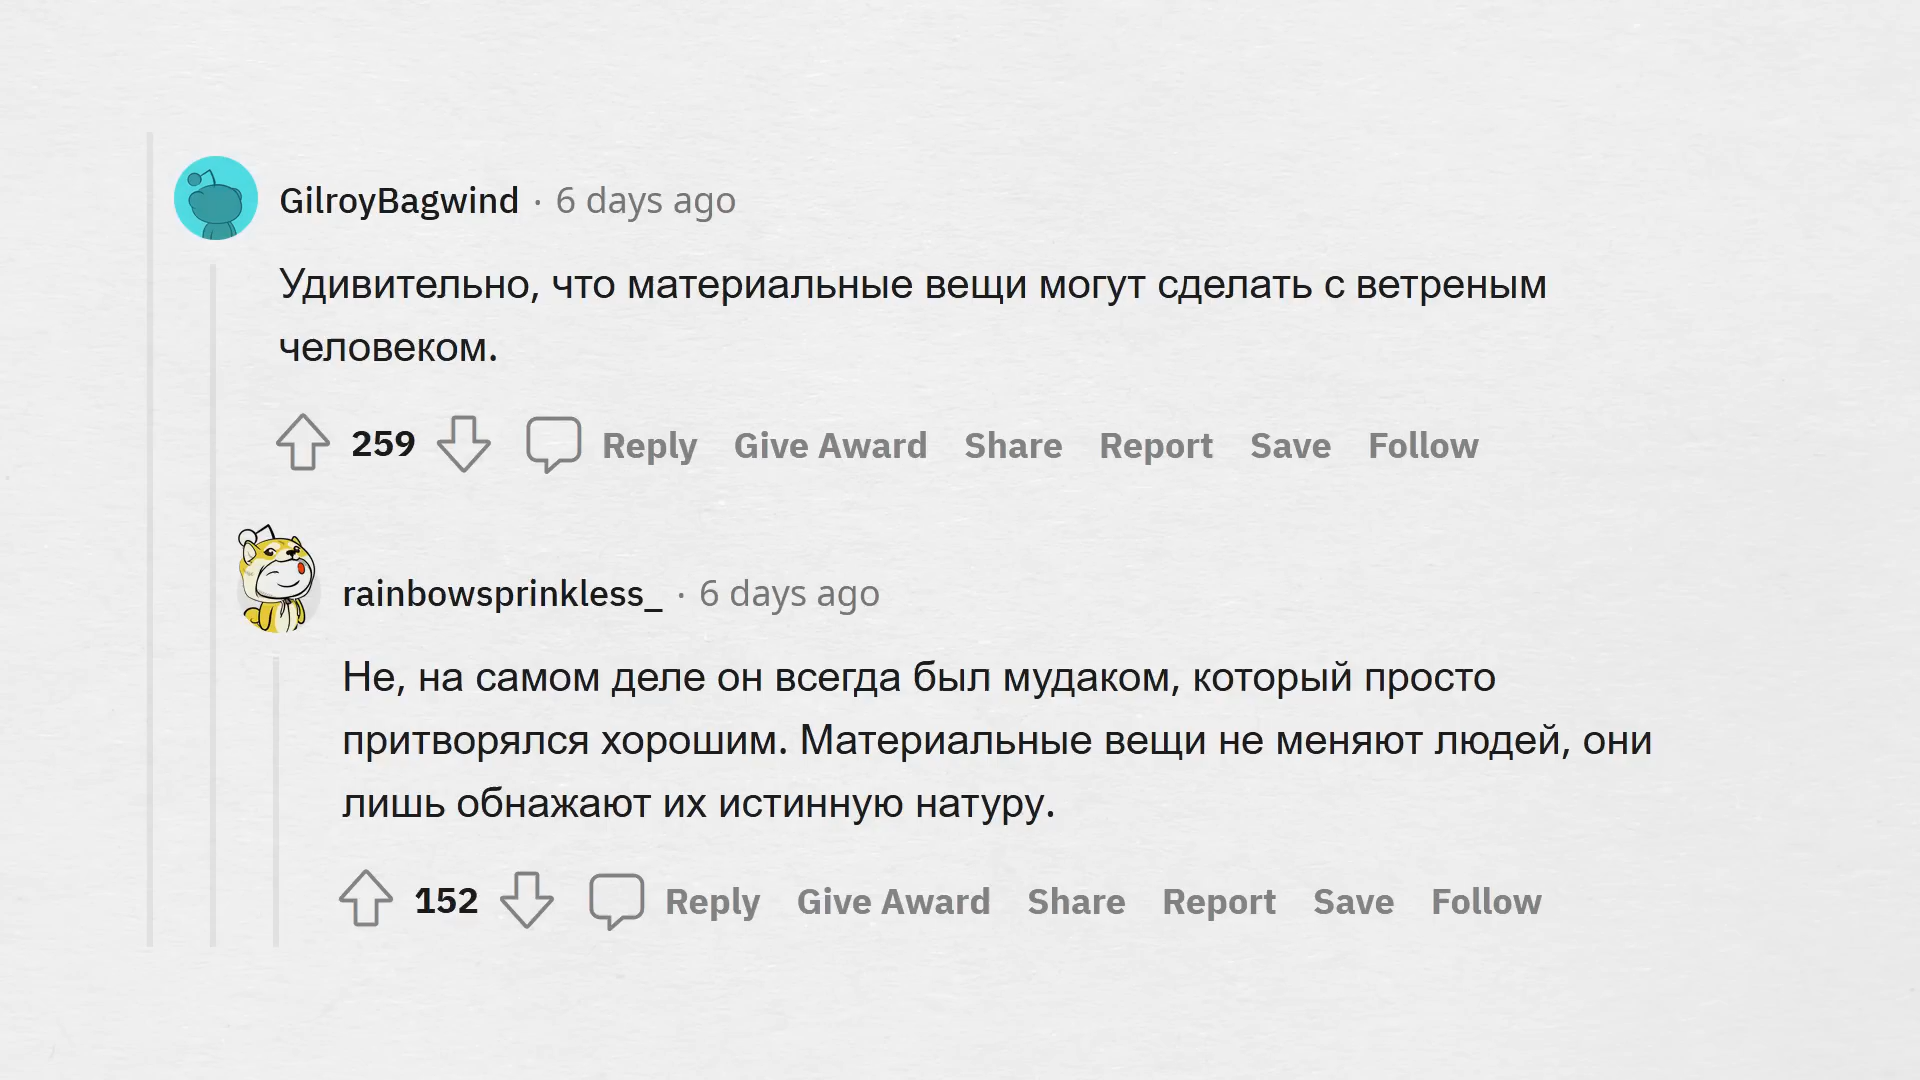 GilroyBagwind · 6 days ago
Удивительно, что материальные вещи могут сделать с ветреным
человеком.
259 Reply Give Award Share Report Save Follow
rainbowsprinkless_ · 6 days ago
Не, на самом деле он всегда был мудаком, который просто
притворялся хорошим. Материальные вещи не меняют людей, они
лишь обнажают их истинную натуру.
152 Reply Give Award Share Report Save Follow